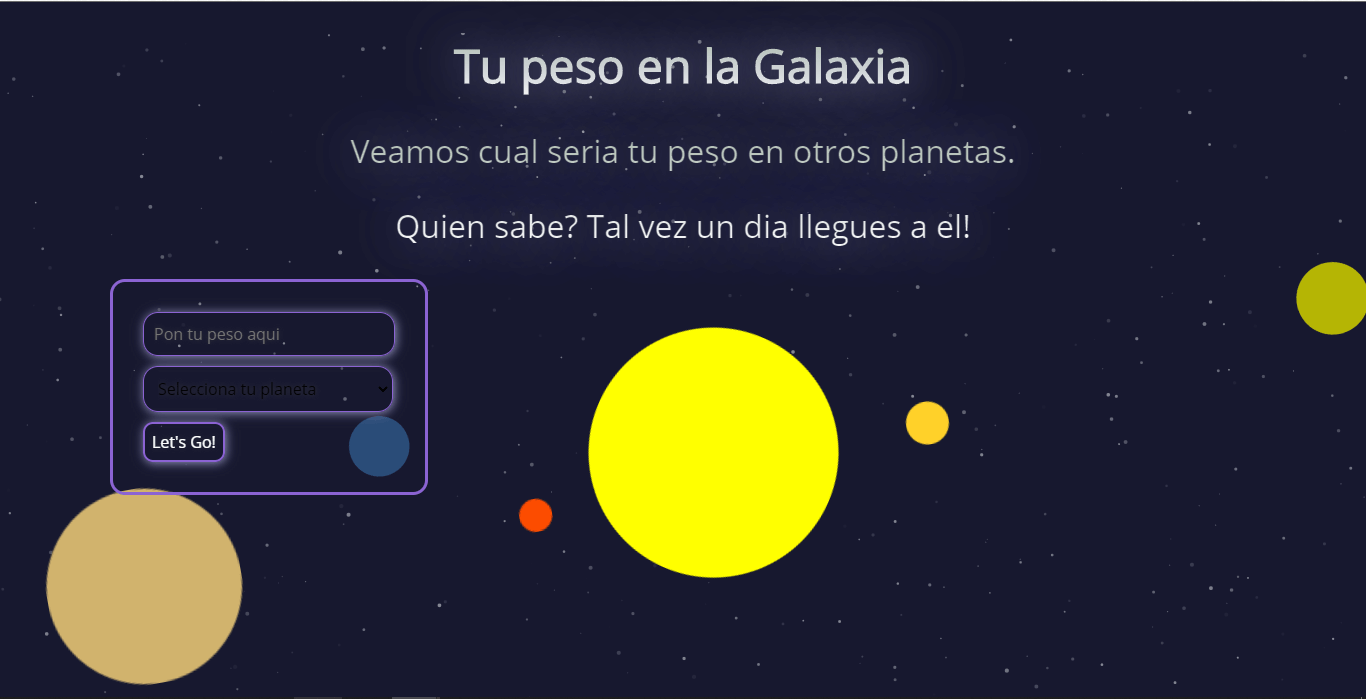 Tu peso en la Galaxia
Veamos cual seria tu peso en otros planetas.
Quien sabe? Tal vez un dia llegues a el!
Pon tu peso aqui
Selecciona tu planeta
Let's Go!